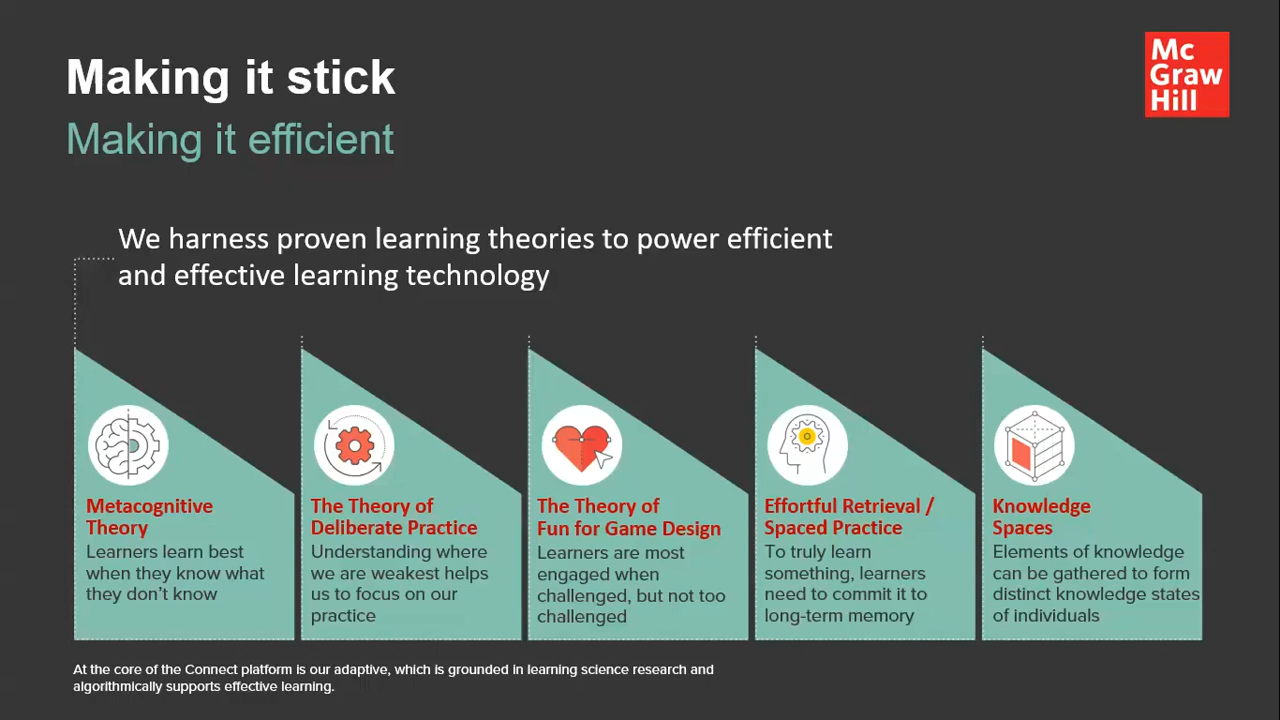 Making it stick
Making it efficient
Mc
Graw
Hill
We harness proven learning theories to power efficient
and effective learning technology
Metacognitive
Theory
Learners learn best
when they know what
they don’t know
The Theory of
Deliberate Practice
Understanding where
we are weakest helps
us to focus on our
practice
The Theory of
Fun for Game Design
Learners are most
engaged when
challenged, but not too
challenged
Effortful Retrieval /
Spaced Practice
To truly learn
something, learners
need to commit it to
long-term memory
Knowledge
Spaces
Elements of knowledge
can be gathered to form
distinct knowledge states
of individuals
At the core of the Connect platform is our adaptive, which is grounded in learning science research and
algorithmically supports effective learning.